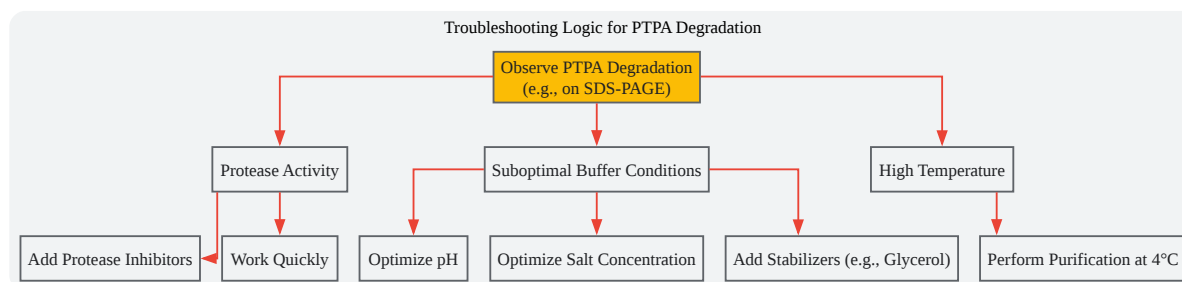 Troubleshooting Logic for PTPA Degradation
Observe PTPA Degradation
(e.g., on SDS-PAGE)
Protease Activity
Suboptimal Buffer Conditions
High Temperature
Add Protease Inhibitors
Work Quickly
Optimize pH
Optimize Salt Concentration
Add Stabilizers (e.g., Glycerol)
Perform Purification at 4°C